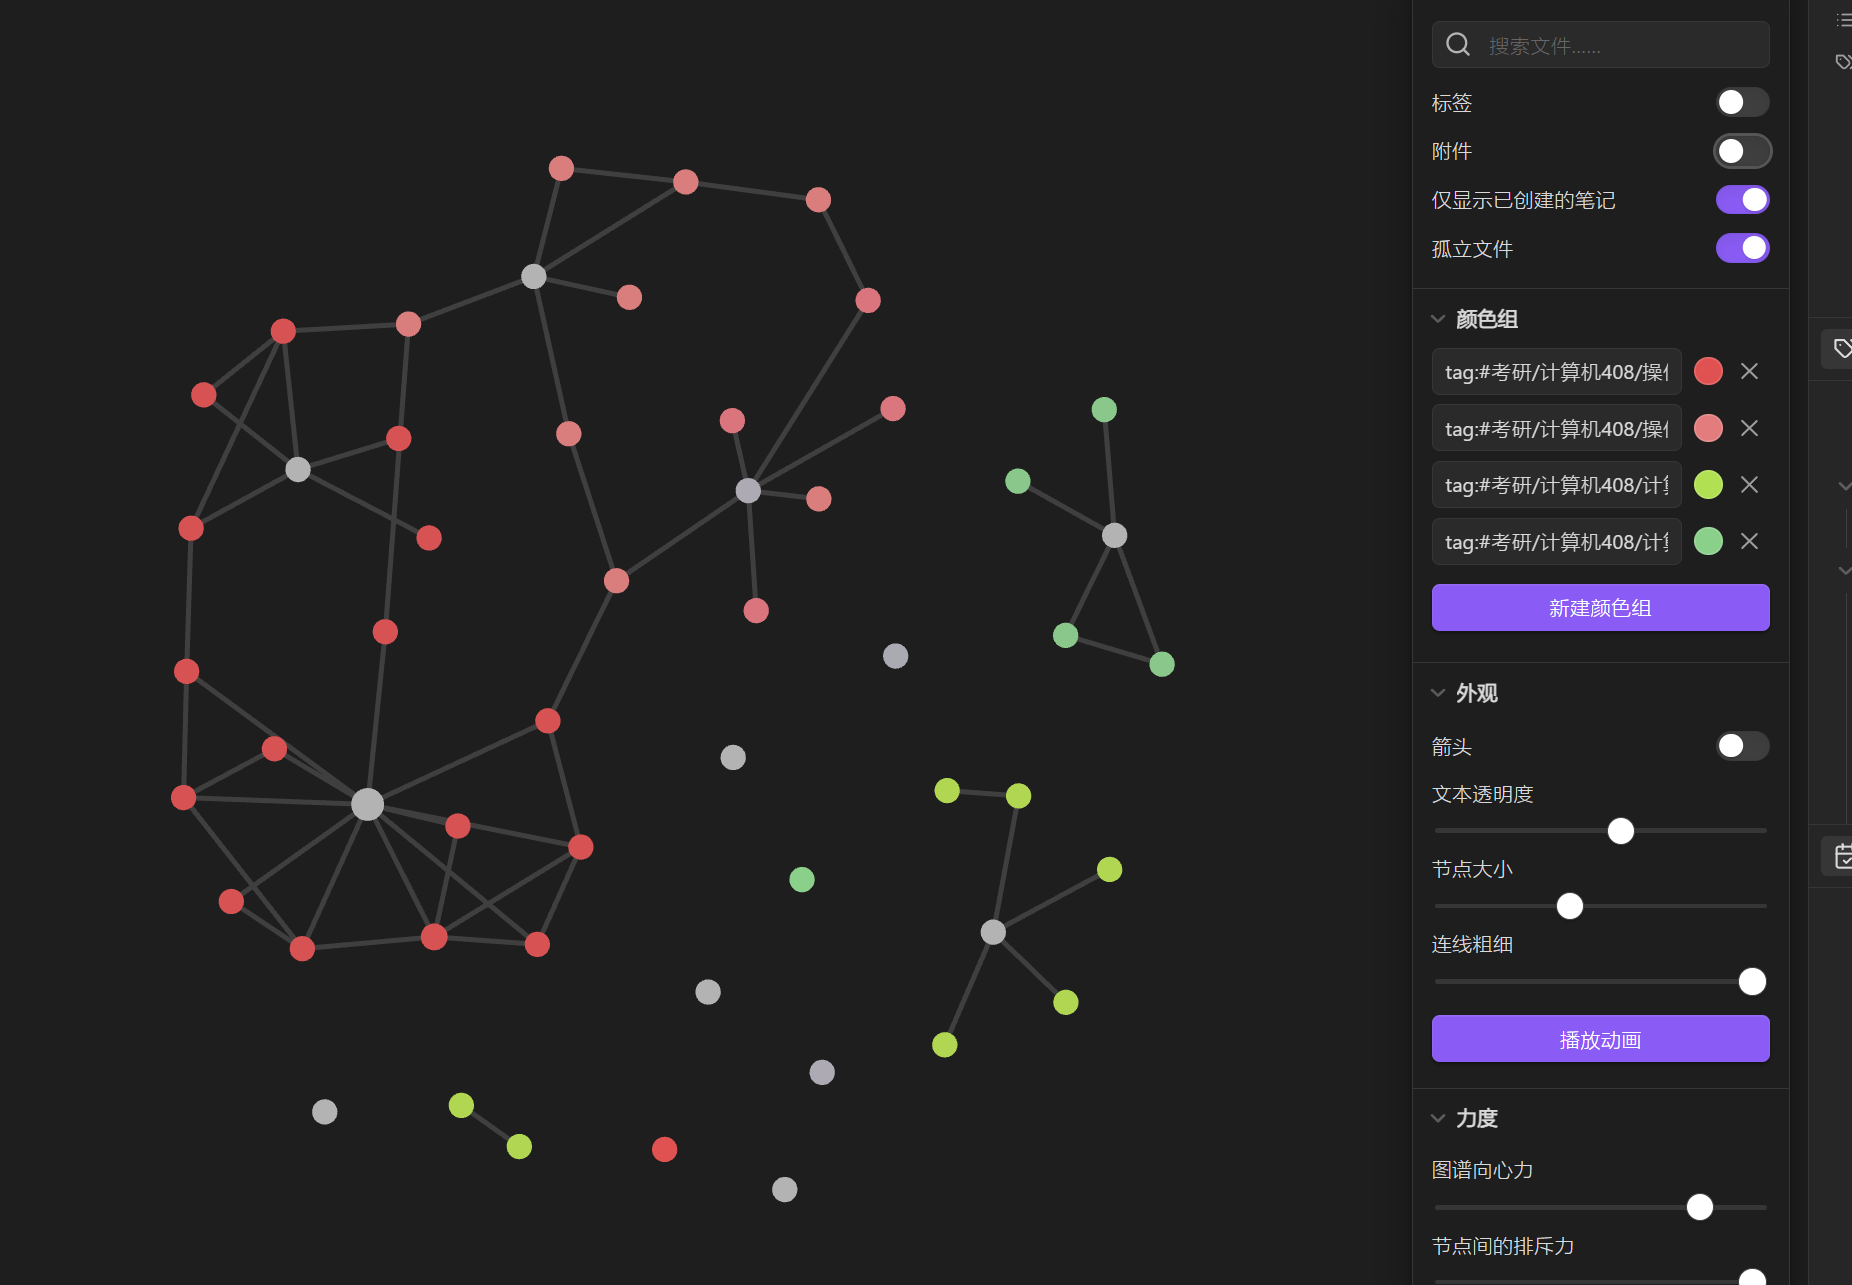 搜索文件......
标签
附件
仅显示已创建的笔记
孤立文件
颜色组
tag:#考研/计算机408/操
tag:#考研/计算机408/操
tag:#考研/计算机408/计
tag:#考研/计算机408/计
新建颜色组
外观
箭头
文本透明度
节点大小
连线粗细
播放动画
力度
图谱向心力
节点间的排斥力